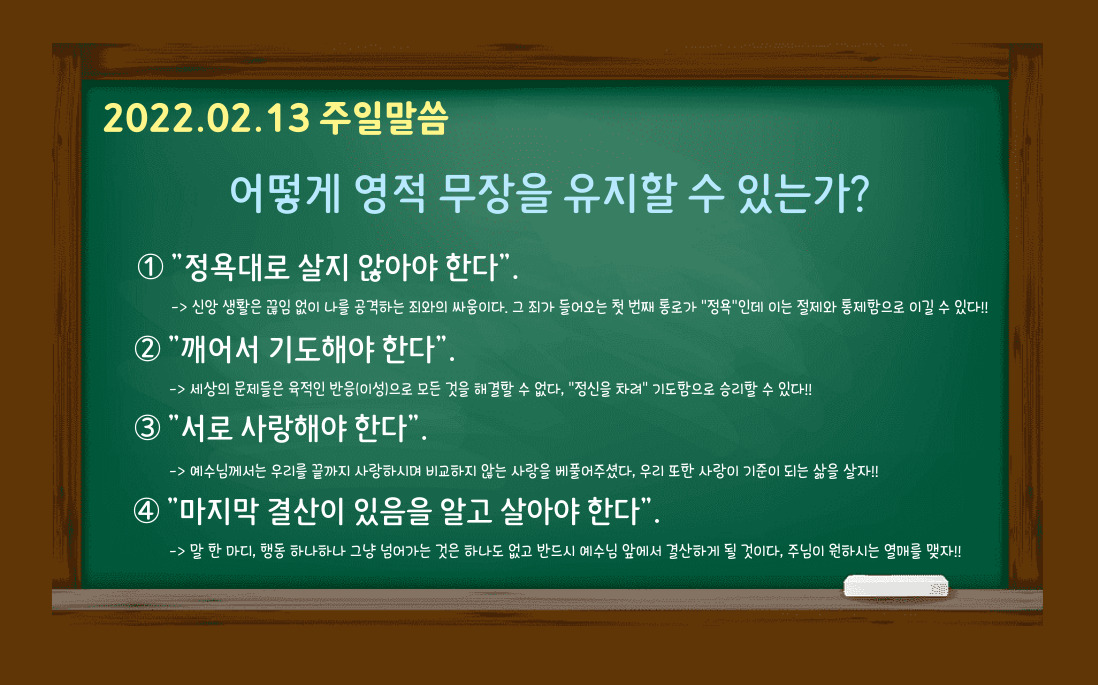 2022.02.13 주일말씀
어떻게 영적 무장을 유지할 수 있는가?
① "정욕대로 살지 않아야 한다".
-> 신앙 생활은 끊임 없이 나를 공격하는 죄와의 싸움이다. 그 죄가 들어오는 첫 번째 통로가 "정욕"인데 이는 절제와 통제함으로 이길 수 있다!!
② "깨어서 기도해야 한다".
-> 세상의 문제들은 육적인 반응(이성)으로 모든 것을 해결할 수 없다, "정신을 차려" 기도함으로 승리할 수 있다!!
③ "서로 사랑해야 한다".
-> 예수님께서는 우리를 끝까지 사랑하시며 비교하지 않는 사랑을 베풀어주셨다, 우리 또한 사랑이 기준이 되는 삶을 살자!!
④ "마지막 결산이 있음을 알고 살아야 한다".
-> 말 한 마디, 행동 하나하나 그냥 넘어가는 것은 하나도 없고 반드시 예수님 앞에서 결산하게 될 것이다, 주님이 원하시는 열매를 맺자!!